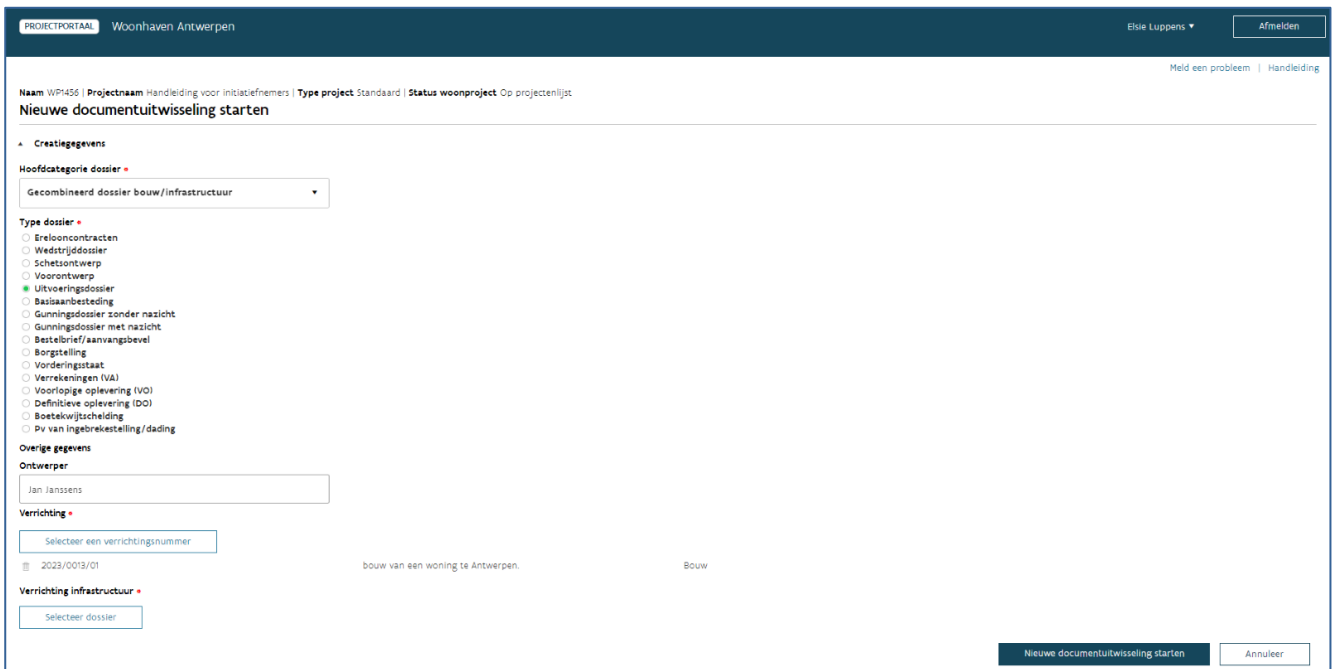 PROJECTPORTAAL Woonhaven Antwerpen Elsie Luppens ▼ Afmelden
Meld een probleem | Handleiding
Naam WP1456 | Projectnaam Handleiding voor initiatiefnemers | Type project Standaard | Status woonproject Op projectenlijst
Nieuwe documentuitwisseling starten
Creatiegegevens
Hoofdcategorie dossier
Gecombineerd dossier bouw/infrastructuur
Type dossier
Erelooncontracten
Wedstrijddossier
Schetsontwerp
Voorontwerp
Uitvoeringsdossier
Basisaanbesteding
Gunningsdossier zonder nazicht
Gunningsdossier met nazicht
Bestelbrief/aanvangsbevel
Borgstelling
Vorderingsstaat
Verrekeningen (VA)
Voorlopige oplevering (VO)
Definitieve oplevering (DO)
Boetekwijtschelding
Pv van ingebrekestelling/dading
Overige gegevens
Ontwerper
Jan Janssens
Verrichting
Selecteer een verrichtingsnummer
2023/0013/01 bouw van een woning te Antwerpen. Bouw
Verrichting infrastructuur
Selecteer dossier
Nieuwe documentuitwisseling starten Annuleer